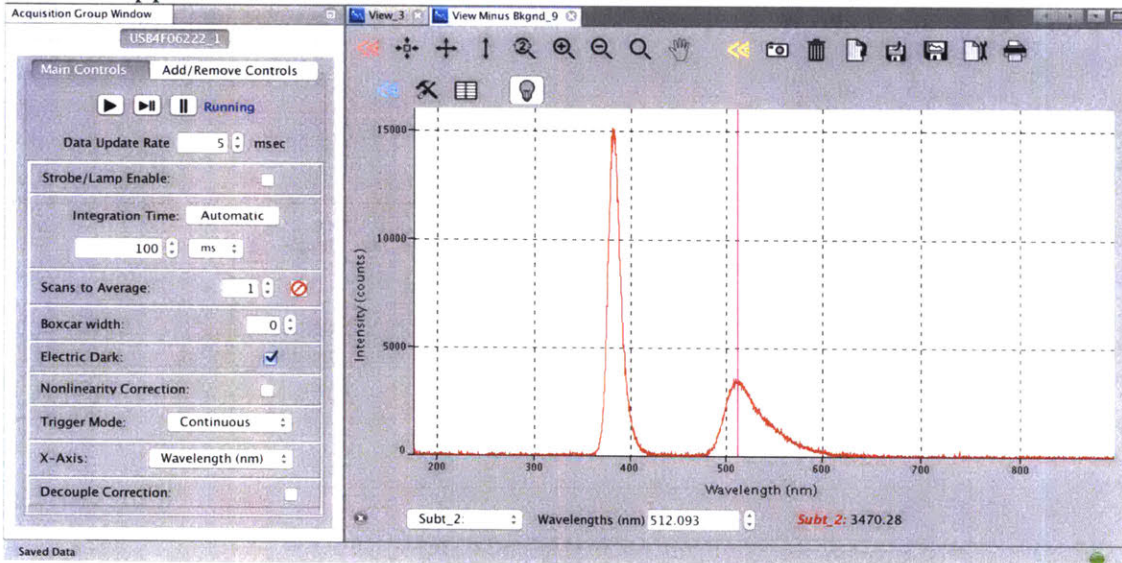 Acquisition Group Window
USB4F06222_1
Main Controls Add/Remove Controls
Running
Data Update Rate 5 msec
Strobe/Lamp Enable:
Integration Time: Automatic
100 ms
Scans to Average: 1
Boxcar width: 0
Electric Dark:
Nonlinearity Correction:
Trigger Mode: Continuous
X-Axis: Wavelength (nm)
Decouple Correction:
Saved Data
View_3 View Minus Bkgnd_9
15000
10000
5000
0
Intensity (counts)
200 300 400 500 600 700 800
Wavelength (nm)
Subt_2: Wavelengths (nm) 512.093 Subt_2: 3470.28